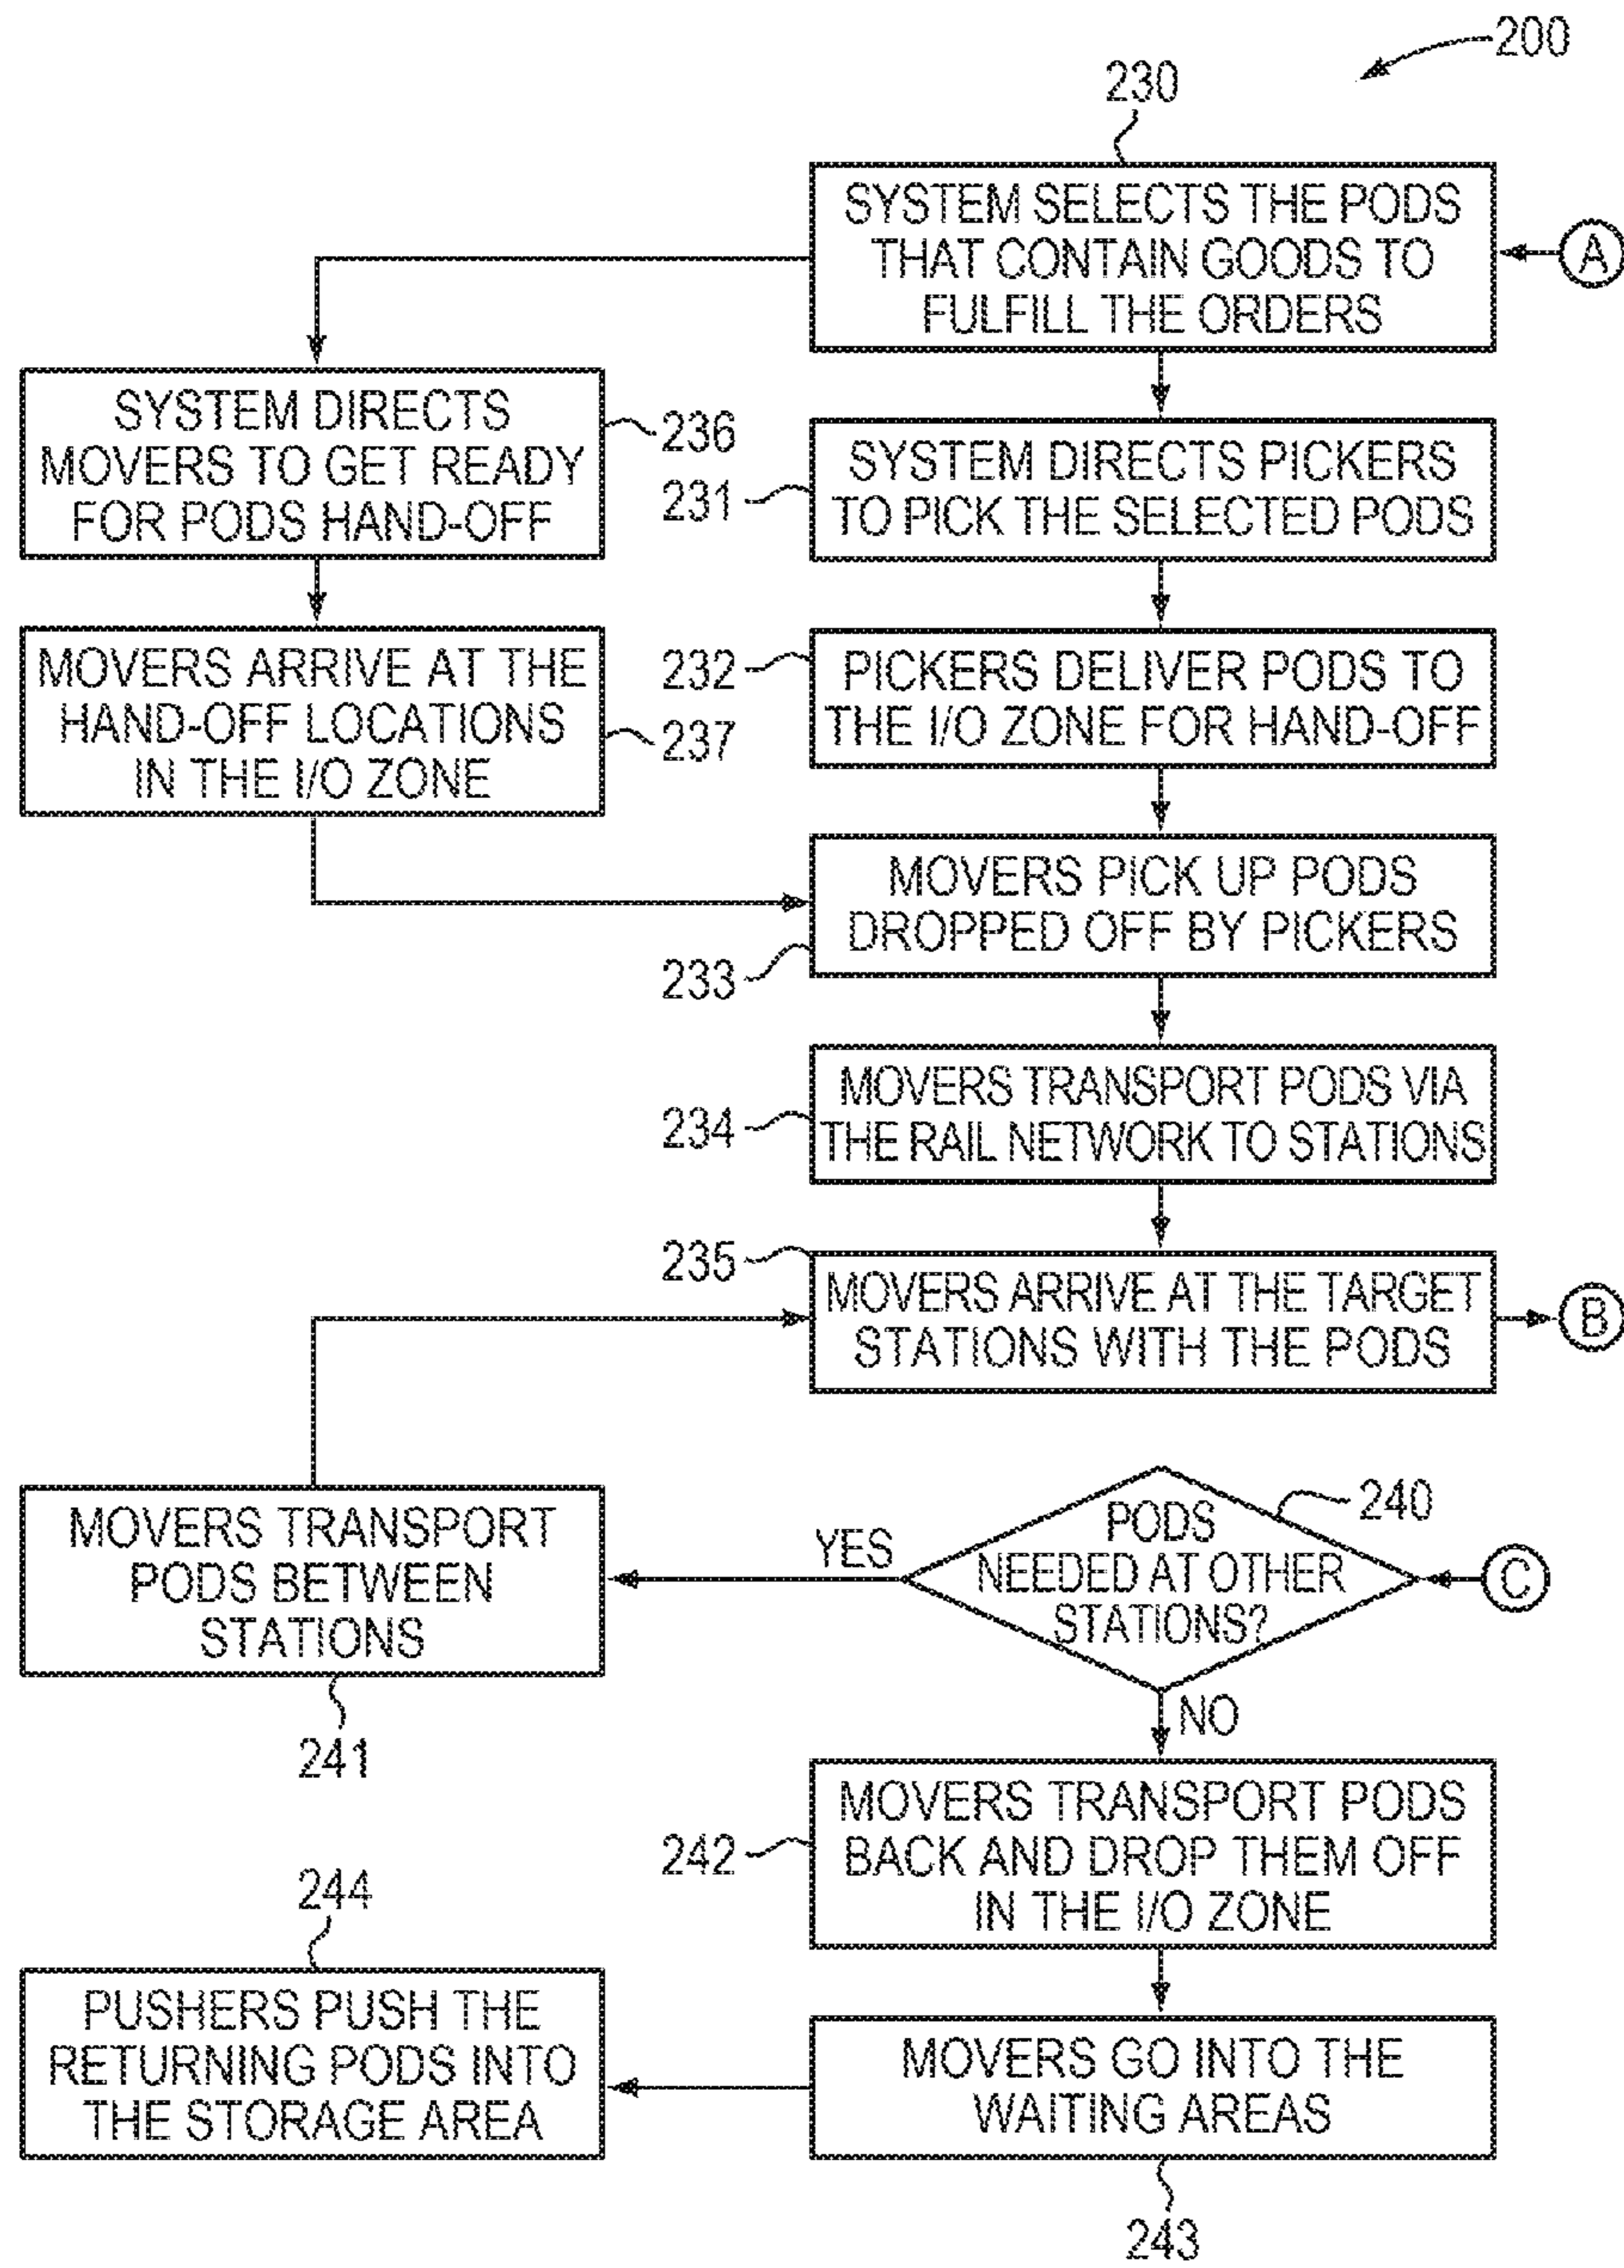 200
230
SYSTEM SELECTS THE PODS
THAT CONTAIN GOODS TO
FULFILL THE ORDERS
A
SYSTEM DIRECTS
MOVERS TO GET READY
FOR PODS HAND-OFF
236
231
SYSTEM DIRECTS PICKERS
TO PICK THE SELECTED PODS
MOVERS ARRIVE AT THE
HAND-OFF LOCATIONS
IN THE I/O ZONE
237
232
PICKERS DELIVER PODS TO
THE I/O ZONE FOR HAND-OFF
MOVERS PICK UP PODS
DROPPED OFF BY PICKERS
233
234
MOVERS TRANSPORT PODS VIA
THE RAIL NETWORK TO STATIONS
235
MOVERS ARRIVE AT THE TARGET
STATIONS WITH THE PODS
B
MOVERS TRANSPORT
PODS BETWEEN
STATIONS
241
YES
PODS
NEEDED AT OTHER
STATIONS?
240
C
NO
242
MOVERS TRANSPORT PODS
BACK AND DROP THEM OFF
IN THE I/O ZONE
244
PUSHERS PUSH THE
RETURNING PODS INTO
THE STORAGE AREA
MOVERS GO INTO THE
WAITING AREAS
243